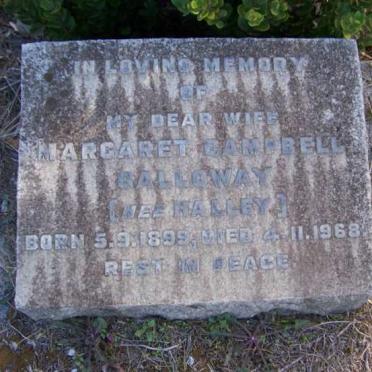 IN LOVING MEMORY
OF
MY DEAR WIFE
MARGARET CAMPBELL
GALLOWAY
(NEE HALLEY)
BORN 5.9.1895, DIED 4.11.1968
REST IN PEACE